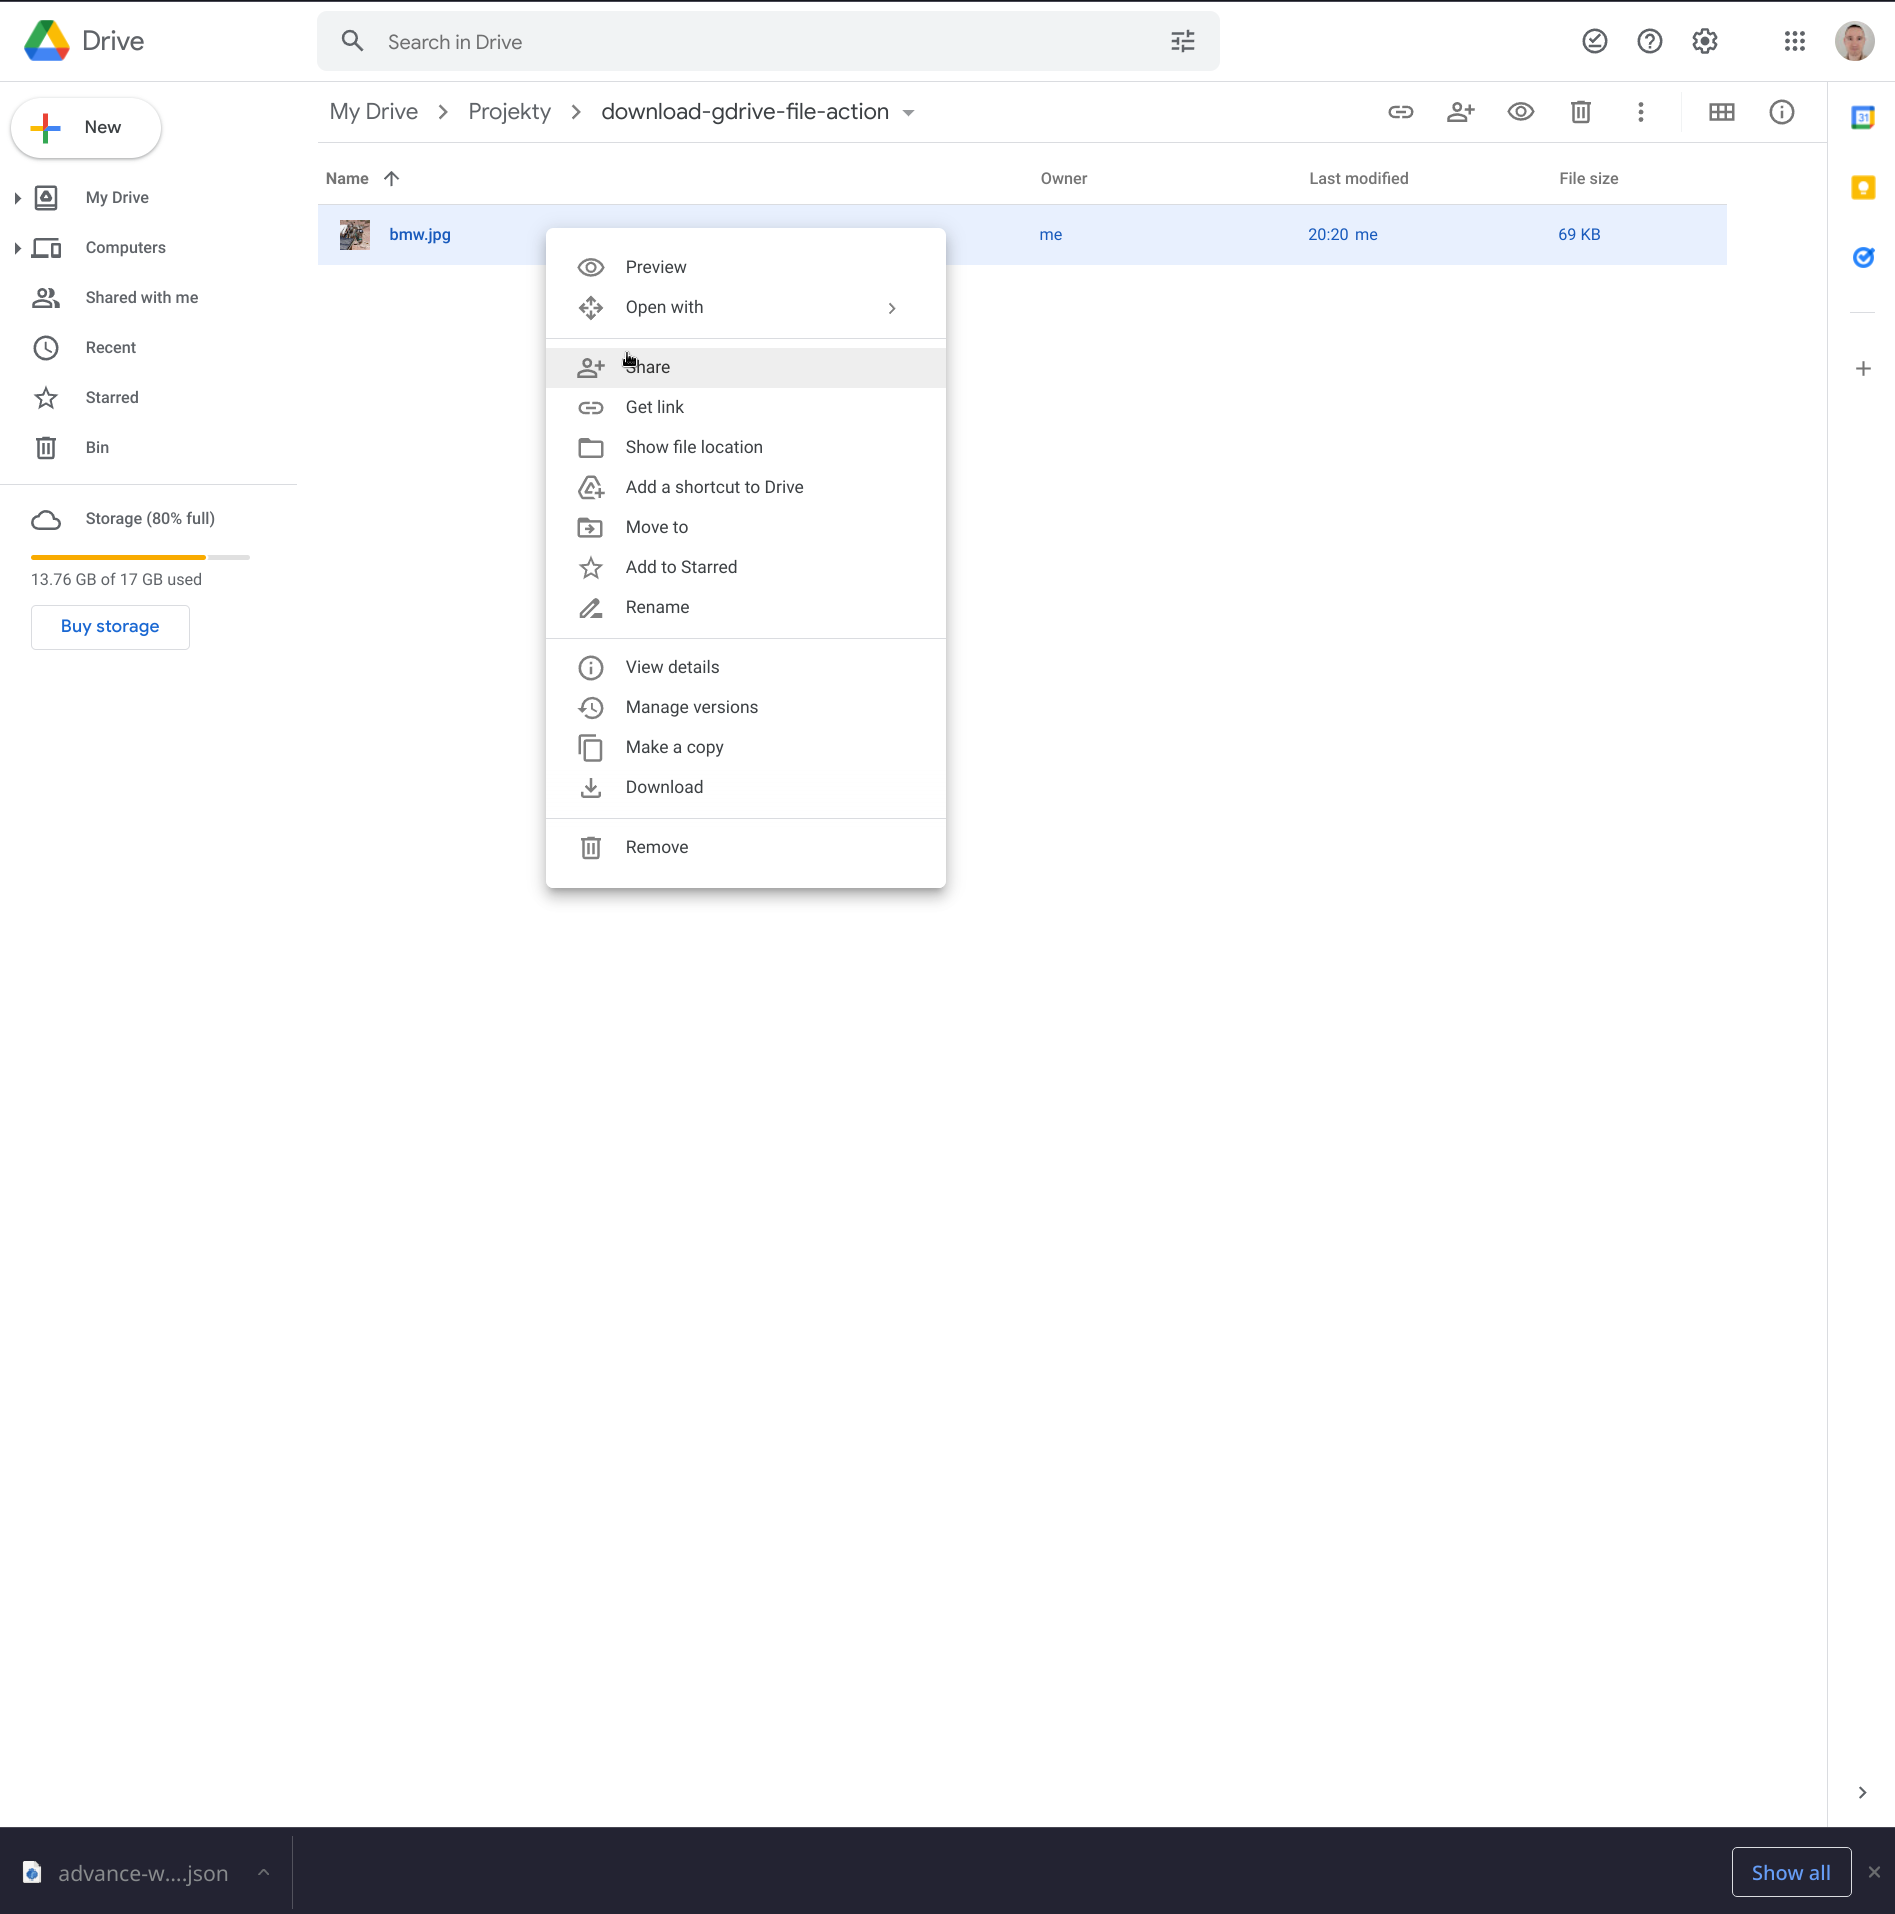 Drive
Search in Drive
New
My Drive
Computers
Shared with me
Recent
Starred
Bin
Storage (80% full)
13.76 GB of 17 GB used
Buy storage
My Drive > Projekty > download-gdrive-file-action
Name Owner Last modified File size
bmw.jpg me 20:20 me 69 KB
Preview
Open with
Share
Get link
Show file location
Add a shortcut to Drive
Move to
Add to Starred
Rename
View details
Manage versions
Make a copy
Download
Remove
31
advance-w....json
Show all